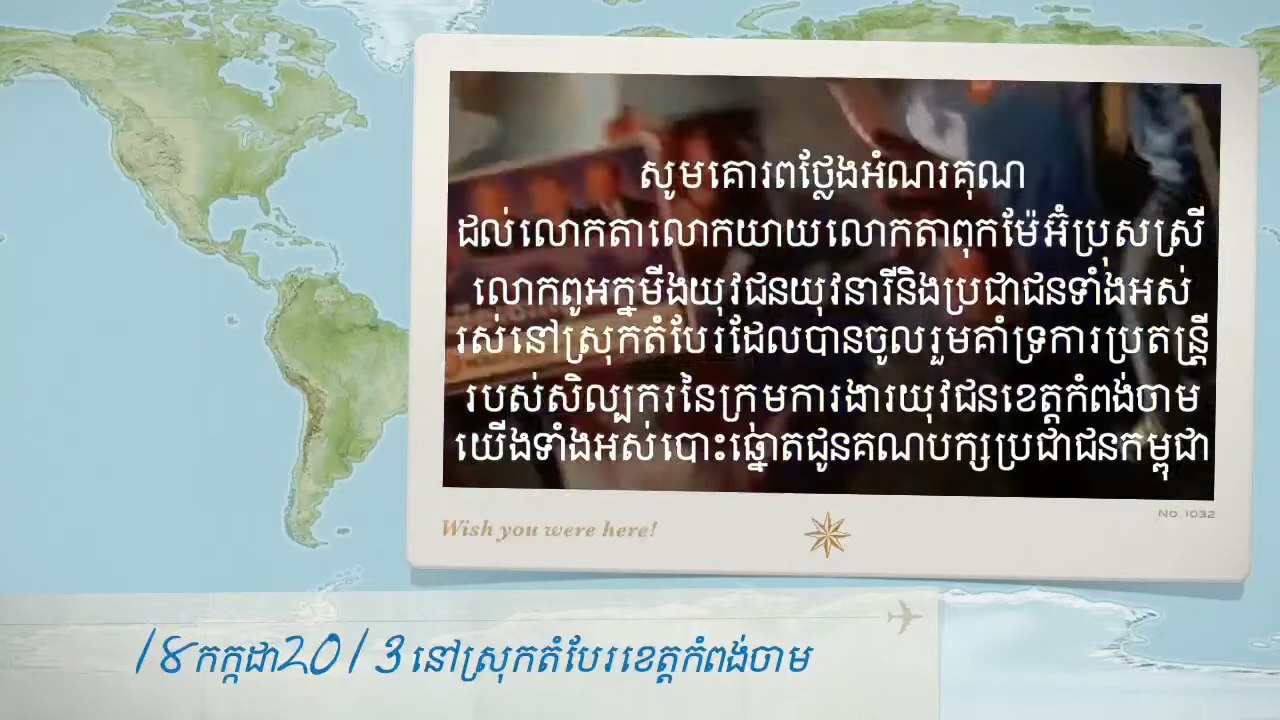 សូមគោរពថ្លែងអំណរគុណ
ដល់លោកតាលោកយាយលោកតាពុកម៉ែអ៊ំប្រុសស្រី
លោកពូអ្នកមីងយុវជនយុវនារីនិងប្រជាជនទាំងអស់
រស់នៅស្រុកតំបែរដែលបានចូលរួមគាំទ្រការប្រតន្ត្រី
របស់សិល្បករនៃក្រុមការងារយុវជនខេត្តកំពង់ចាម
យើងទាំងអស់បោះឆ្នោតជូនគណបក្សប្រជាជនកម្ពុជា
Wish you were here!
No. 1032
18កក្កដា2013 នៅស្រុកតំបែរខេត្តកំពង់ចាម